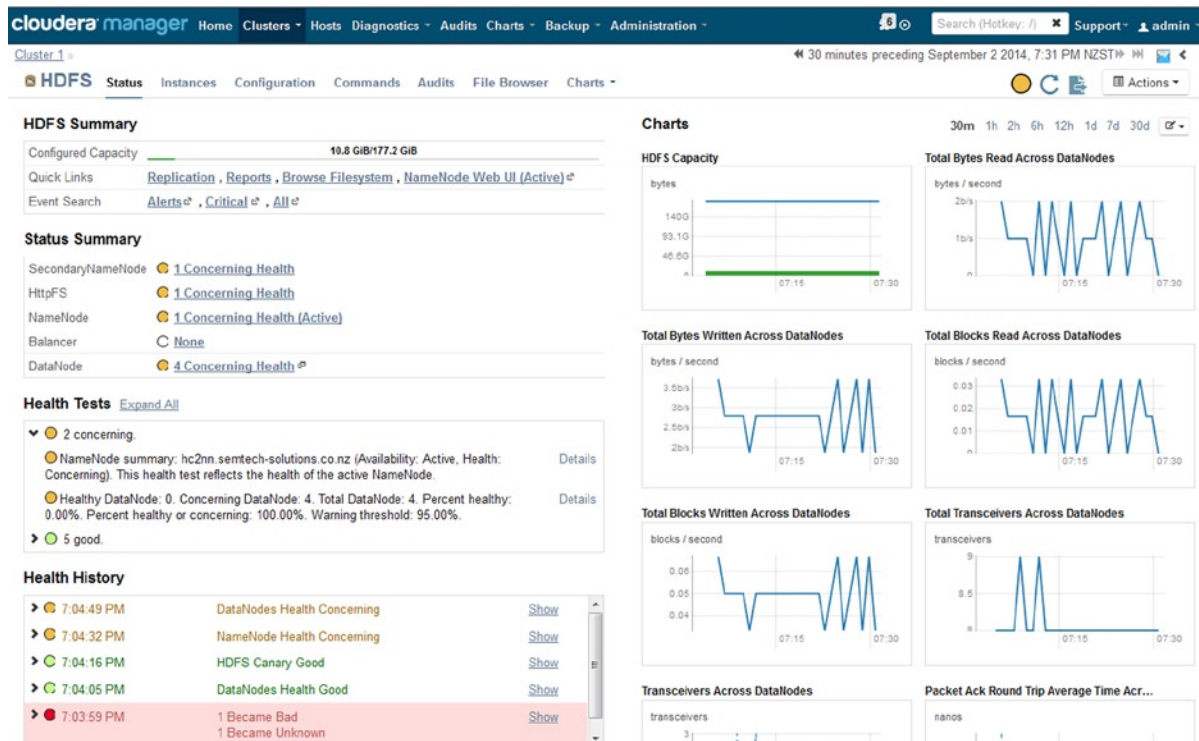 cloudera manager Home Clusters Hosts Diagnostics Audits Charts Backup Administration 6 Search (Hotkey: /) Support admin
Cluster 1 » 30 minutes preceding September 2 2014, 7:31 PM NZST
HDFS Status Instances Configuration Commands Audits File Browser Charts Actions
HDFS Summary
Configured Capacity 10.8 GiB/177.2 GiB
Quick Links Replication , Reports , Browse Filesystem , NameNode Web UI (Active)
Event Search Alerts , Critical , All
Status Summary
SecondaryNameNode 1 Concerning Health
HttpFS 1 Concerning Health
NameNode 1 Concerning Health (Active)
Balancer None
DataNode 4 Concerning Health
Health Tests Expand All
2 concerning.
NameNode summary: hc2nn.semtech-solutions.co.nz (Availability: Active, Health: Details
Concerning). This health test reflects the health of the active NameNode.
Healthy DataNode: 0. Concerning DataNode: 4. Total DataNode: 4. Percent healthy: Details
0.00%. Percent healthy or concerning: 100.00%. Warning threshold: 95.00%.
5 good.
Health History
7:04:49 PM DataNodes Health Concerning Show
7:04:32 PM NameNode Health Concerning Show
7:04:16 PM HDFS Canary Good Show
7:04:05 PM DataNodes Health Good Show
7:03:59 PM 1 Became Bad Show
1 Became Unknown
Charts 30m 1h 2h 6h 12h 1d 7d 30d
HDFS Capacity
bytes
140G
93.1G
46.6G
0
07:15 07:30
Total Bytes Read Across DataNodes
bytes / second
2b/s
1b/s
0
07:15 07:30
Total Bytes Written Across DataNodes
bytes / second
3.5b/s
3b/s
2.5b/s
2b/s
07:15 07:30
Total Blocks Read Across DataNodes
blocks / second
0.03
0.02
0.01
07:15 07:30
Total Blocks Written Across DataNodes
blocks / second
0.06
0.05
0.04
07:15 07:30
Total Transceivers Across DataNodes
transceivers
9
8.5
8
07:15 07:30
Transceivers Across DataNodes
transceivers
3
Packet Ack Round Trip Average Time Acr...
nanos